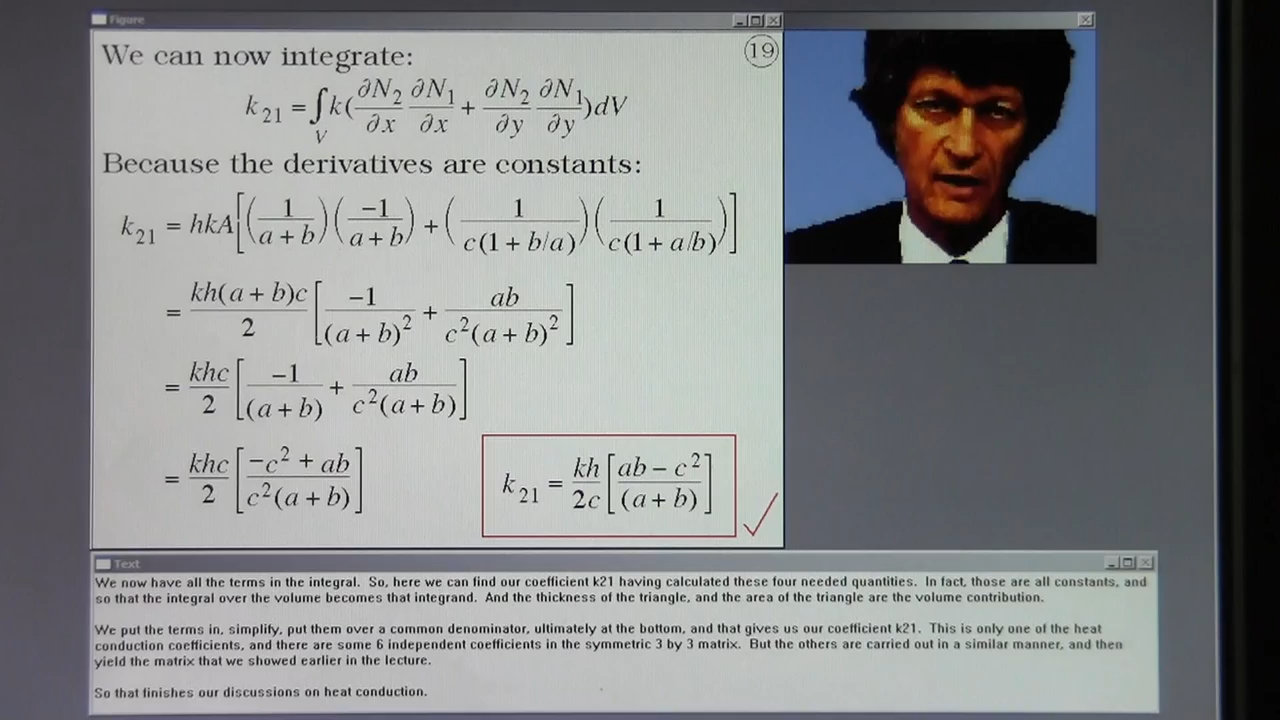 Figure
We can now integrate:
19
k₂₁ = ∫_V k(∂N₂/∂x ∂N₁/∂x + ∂N₂/∂y ∂N₁/∂y)dV
Because the derivatives are constants:
k₂₁ = hkA[(1/(a + b))(-1/(a + b)) + (1/(c(1 + b/a)))(1/(c(1 + a/b)))]
= kh(a + b)c/2 [-1/(a + b)² + ab/(c²(a + b)²)]
= khc/2 [-1/(a + b) + ab/(c²(a + b))]
= khc/2 [(-c² + ab)/(c²(a + b))]
k₂₁ = kh/2c [(ab − c²)/(a + b)]
Text
We now have all the terms in the integral. So, here we can find our coefficient k21 having calculated these four needed quantities. In fact, those are all constants, and
so that the integral over the volume becomes that integrand. And the thickness of the triangle, and the area of the triangle are the volume contribution.
We put the terms in, simplify, put them over a common denominator, ultimately at the bottom, and that gives us our coefficient k21. This is only one of the heat
conduction coefficients, and there are some 6 independent coefficients in the symmetric 3 by 3 matrix. But the others are carried out in a similar manner, and then
yield the matrix that we showed earlier in the lecture.
So that finishes our discussions on heat conduction.